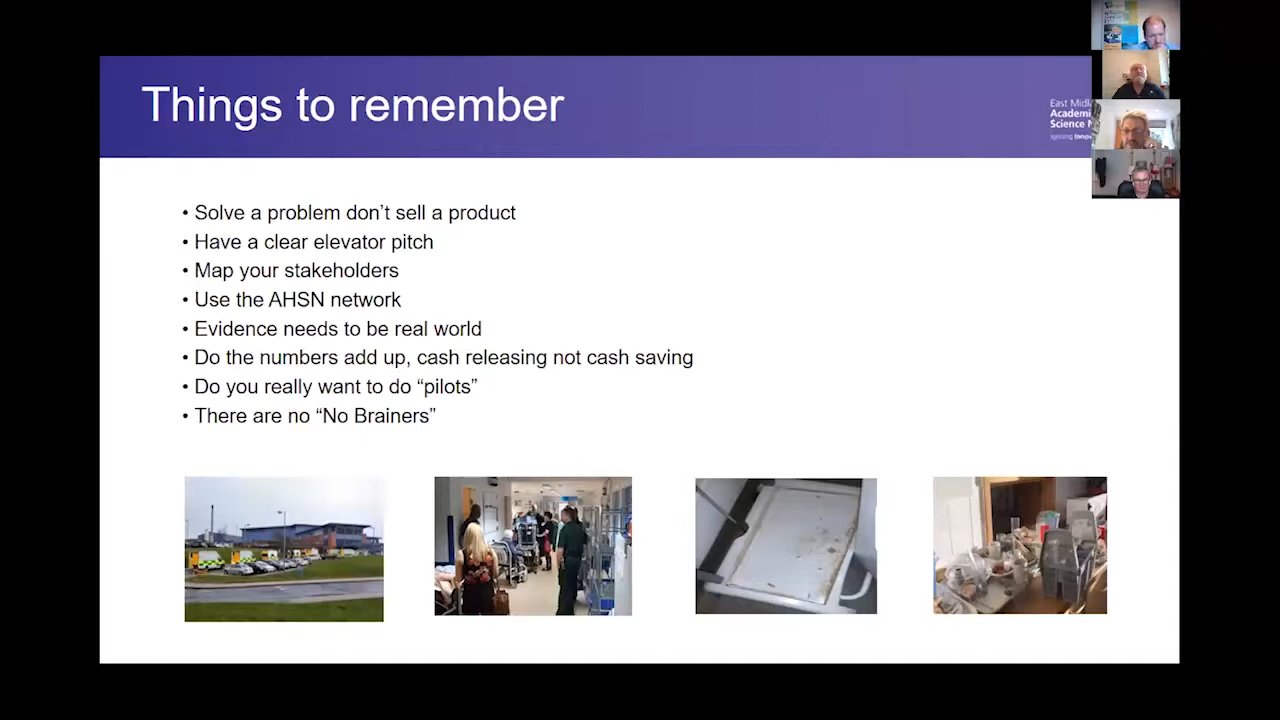 Things to remember
East Midl
Academi
Science N
Igniting Innov
• Solve a problem don’t sell a product
• Have a clear elevator pitch
• Map your stakeholders
• Use the AHSN network
• Evidence needs to be real world
• Do the numbers add up, cash releasing not cash saving
• Do you really want to do “pilots”
• There are no “No Brainers”